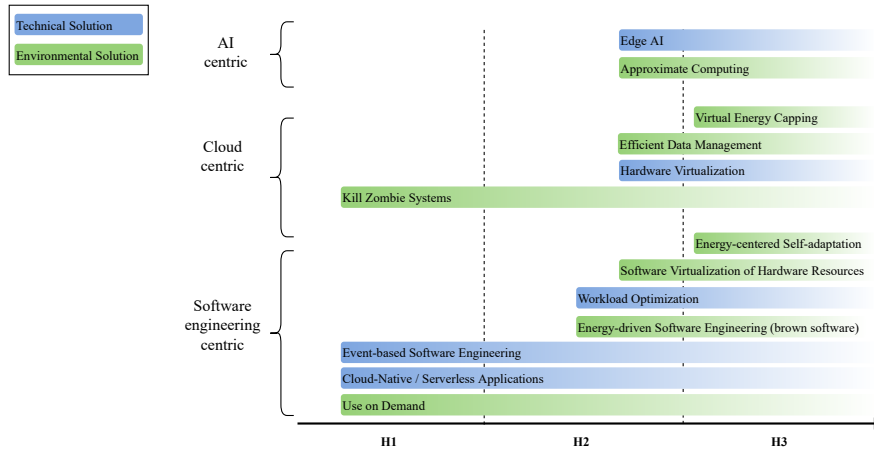 Technical Solution
Environmental Solution
AI
centric
Edge AI
Approximate Computing
Cloud
centric
Virtual Energy Capping
Efficient Data Management
Hardware Virtualization
Kill Zombie Systems
Software
engineering
centric
Energy-centered Self-adaptation
Software Virtualization of Hardware Resources
Workload Optimization
Energy-driven Software Engineering (brown software)
Event-based Software Engineering
Cloud-Native / Serverless Applications
Use on Demand
H1
H2
H3